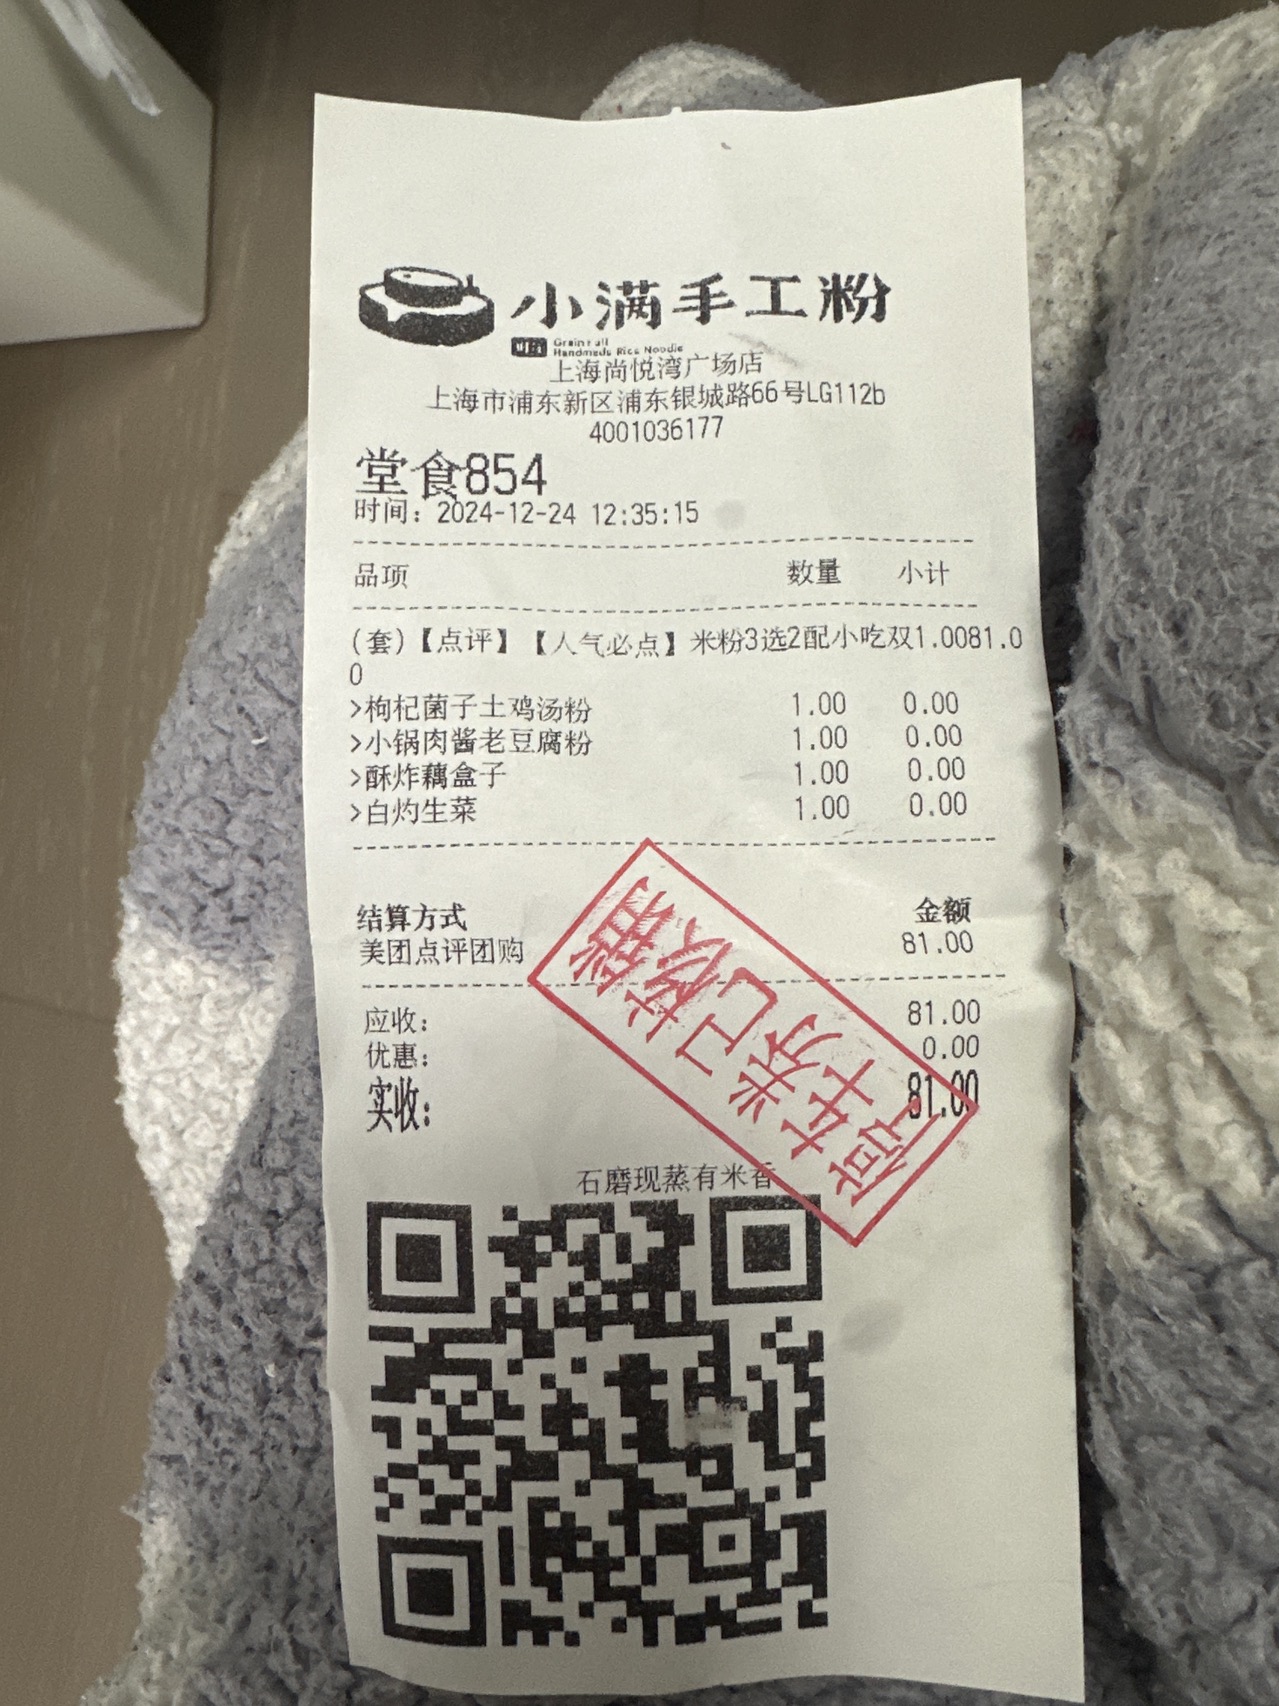 小满手工粉
Grain Full
Handmade Rice Noodle
上海尚悦湾广场店
上海市浦东新区浦东银城路66号LG112b
4001036177
堂食854
时间：2024-12-24 12:35:15
品项 数量 小计
(套)【点评】【人气必点】米粉3选2配小吃双1.0081.0
0
>枸杞菌子土鸡汤粉 1.00 0.00
>小锅肉酱老豆腐粉 1.00 0.00
>酥炸藕盒子 1.00 0.00
>白灼生菜 1.00 0.00
结算方式 金额
美团点评团购 81.00
应收： 81.00
优惠： 0.00
实收： 81.00
停车券已核销
石磨现蒸有米香